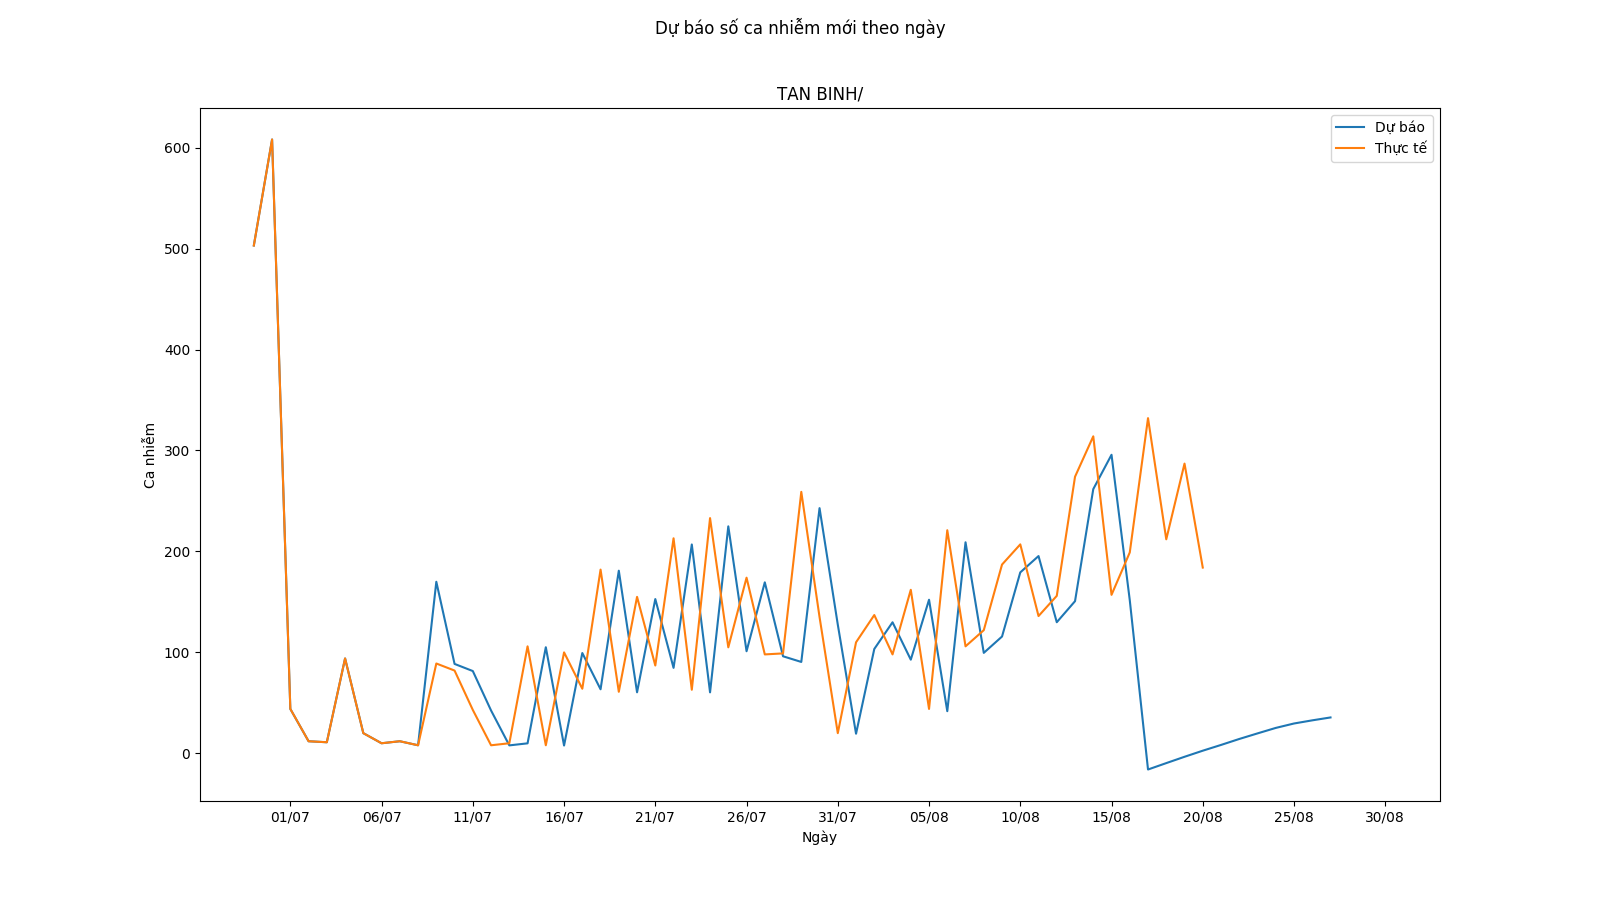 Dự báo số ca nhiễm mới theo ngày
TAN BINH/
Dự báo
Thực tế
600
500
400
300
200
100
0
Ca nhiễm
01/07 06/07 11/07 16/07 21/07 26/07 31/07 05/08 10/08 15/08 20/08 25/08 30/08
Ngày